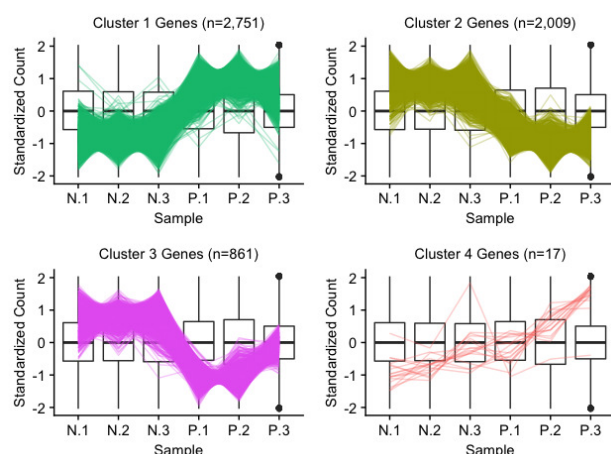 Cluster 1 Genes (n=2,751)
Standardized Count
2
1
0
-1
-2
N.1 N.2 N.3 P.1 P.2 P.3
Sample
Cluster 2 Genes (n=2,009)
Standardized Count
2
1
0
-1
-2
N.1 N.2 N.3 P.1 P.2 P.3
Sample
Cluster 3 Genes (n=861)
Standardized Count
2
1
0
-1
-2
N.1 N.2 N.3 P.1 P.2 P.3
Sample
Cluster 4 Genes (n=17)
Standardized Count
2
1
0
-1
-2
N.1 N.2 N.3 P.1 P.2 P.3
Sample